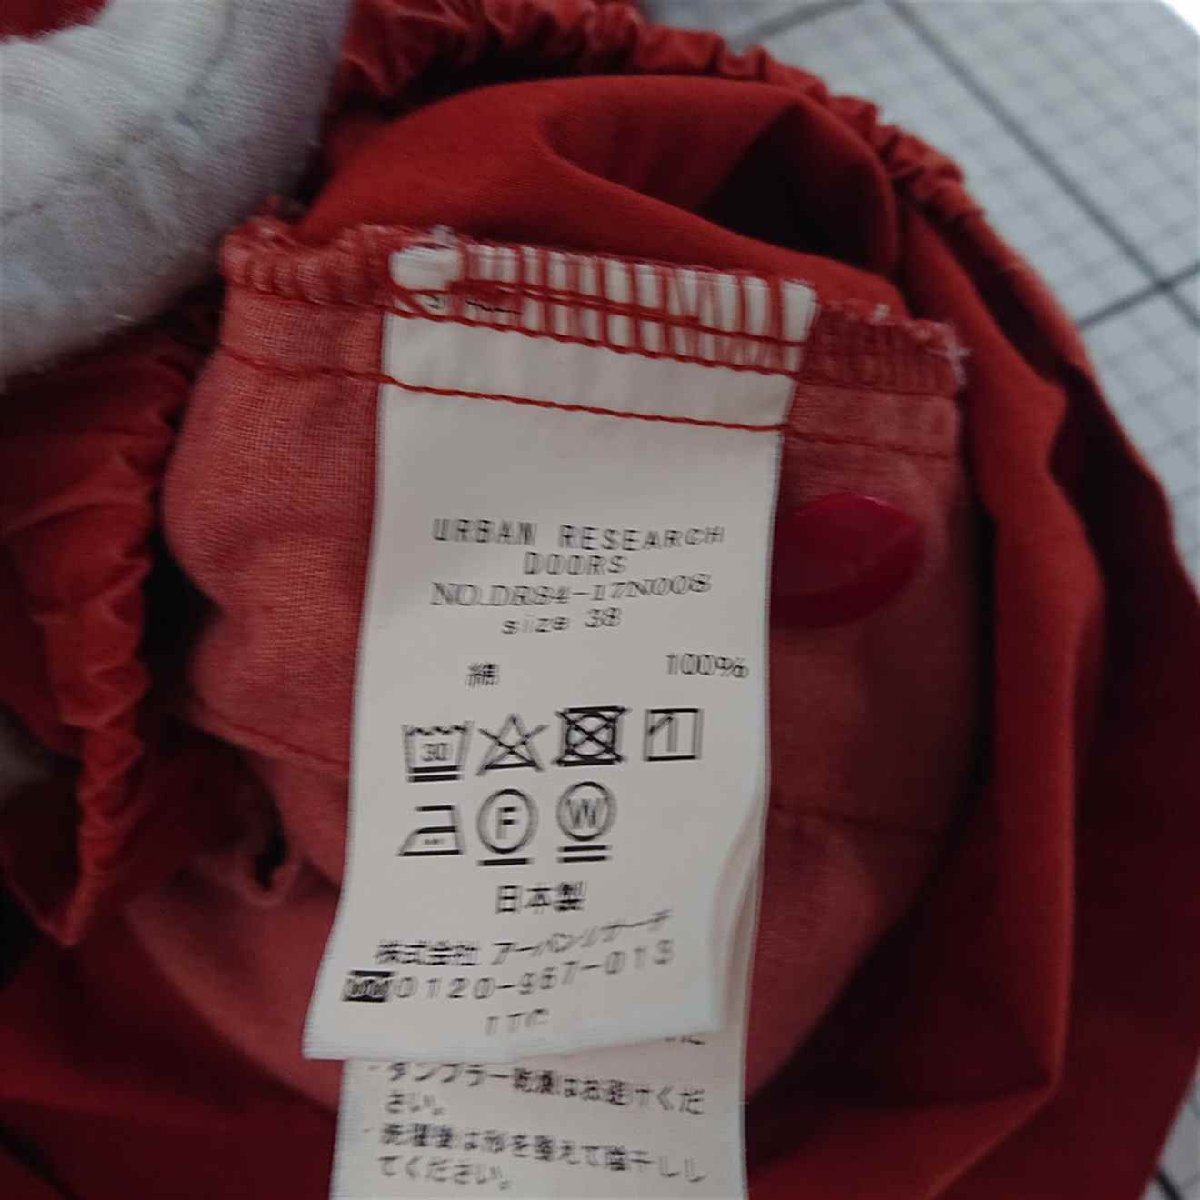 URBAN RESEARCH
DOORS
NO.DR84-17N008
size 38
綿 100%
30
F
W
日本製
株式会社 アーバンリサーチ
0120-967-013
・タンブラー乾燥はお避けくだ
さい。
・洗濯後は形を整えて陰干しし
てください。